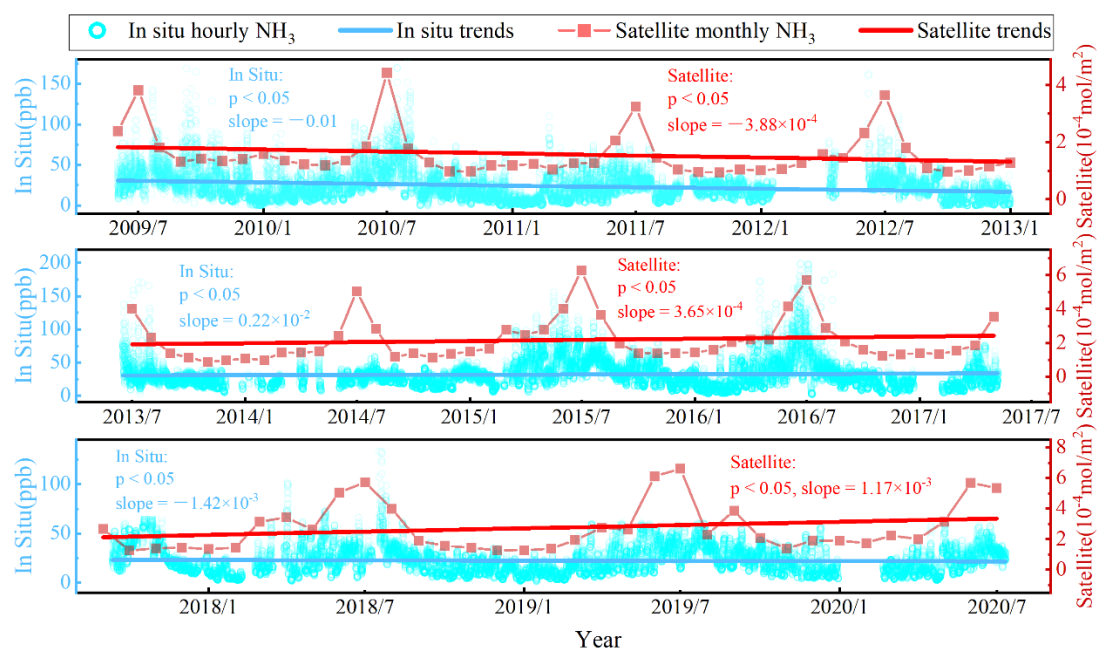 In situ hourly NH₃ In situ trends Satellite monthly NH₃ Satellite trends
In Situ(ppb)
150
100
50
0
In Situ:
p < 0.05
slope = −0.01
Satellite:
p < 0.05
slope = −3.88×10⁻⁴
4
2
0
Satellite(10⁻⁴mol/m²)
2009/7 2010/1 2010/7 2011/1 2011/7 2012/1 2012/7 2013/1
In Situ(ppb)
200
150
100
50
0
In Situ:
p < 0.05
slope = 0.22×10⁻²
Satellite:
p < 0.05
slope = 3.65×10⁻⁴
6
4
2
0
Satellite(10⁻⁴mol/m²)
2013/7 2014/1 2014/7 2015/1 2015/7 2016/1 2016/7 2017/1 2017/7
In Situ(ppb)
100
50
0
In Situ:
p < 0.05
slope = −1.42×10⁻³
Satellite:
p < 0.05, slope = 1.17×10⁻³
8
6
4
2
0
Satellite(10⁻⁴mol/m²)
2018/1 2018/7 2019/1 2019/7 2020/1 2020/7
Year